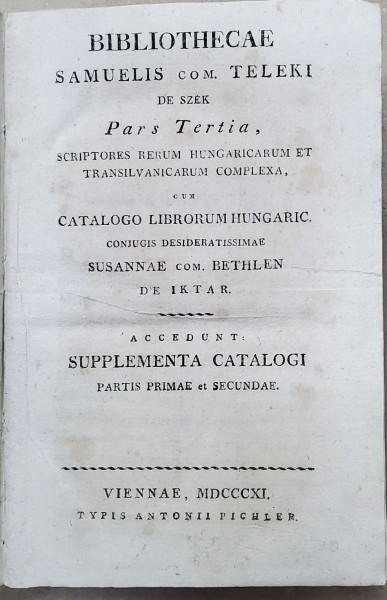 BIBLIOTHECAE
SAMUELIS COM. TELEKI
DE SZÉK
Pars Tertia,
SCRIPTORES RERUM HUNGARICARUM ET
TRANSILVANICARUM COMPLEXA,
CUM
CATALOGO LIBRORUM HUNGARIC.
CONJUGIS DESIDERATISSIMAE
SUSANNAE COM. BETHLEN
DE IKTAR.
ACCEDUNT:
SUPPLEMENTA CATALOGI
PARTIS PRIMAE et SECUNDAE.
VIENNAE, MDCCCXI.
TYPIS ANTONII PICHLER.